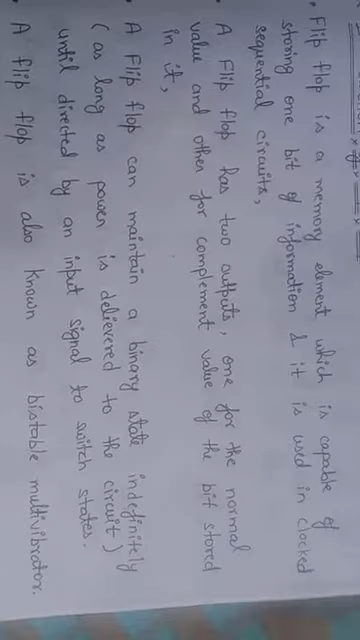 • Flip flop is a memory element which is capable of
storing one bit of information & it is used in clocked
sequential circuits,
• A Flip flop has two outputs, one for the normal
value and other for complement value of the bit stored
in it,
• A Flip flop can maintain a binary state indefinitely
(as long as power is delievered to the circuit)
until directed by an input signal to switch states.
• A flip flop is also known as bistable multivibrator.